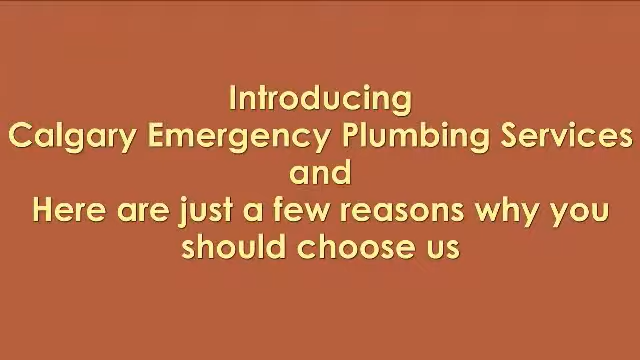 Introducing
Calgary Emergency Plumbing Services
and
Here are just a few reasons why you
should choose us